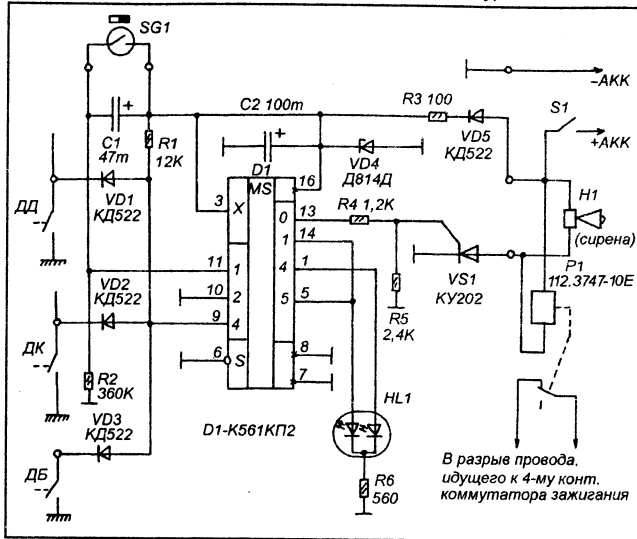 SG1
–АКК
C2 100m
R3 100
S1
+АКК
C1
47m
R1
12K
VD5
КД522
D1
VD4
Д814Д
H1
(сирена)
MS
16
3
X
0
13
R4 1,2K
ДД
VD1
КД522
1
14
VS1
КУ202
P1
112.3747-10E
11
1
4
1
10
2
5
5
R5
2,4K
VD2
КД522
9
4
ДК
6
S
8
7
R2
360K
HL1
VD3
КД522
D1-К561КП2
ДБ
R6
560
В разрыв провода,
идущего к 4-му конт.
коммутатора зажигания